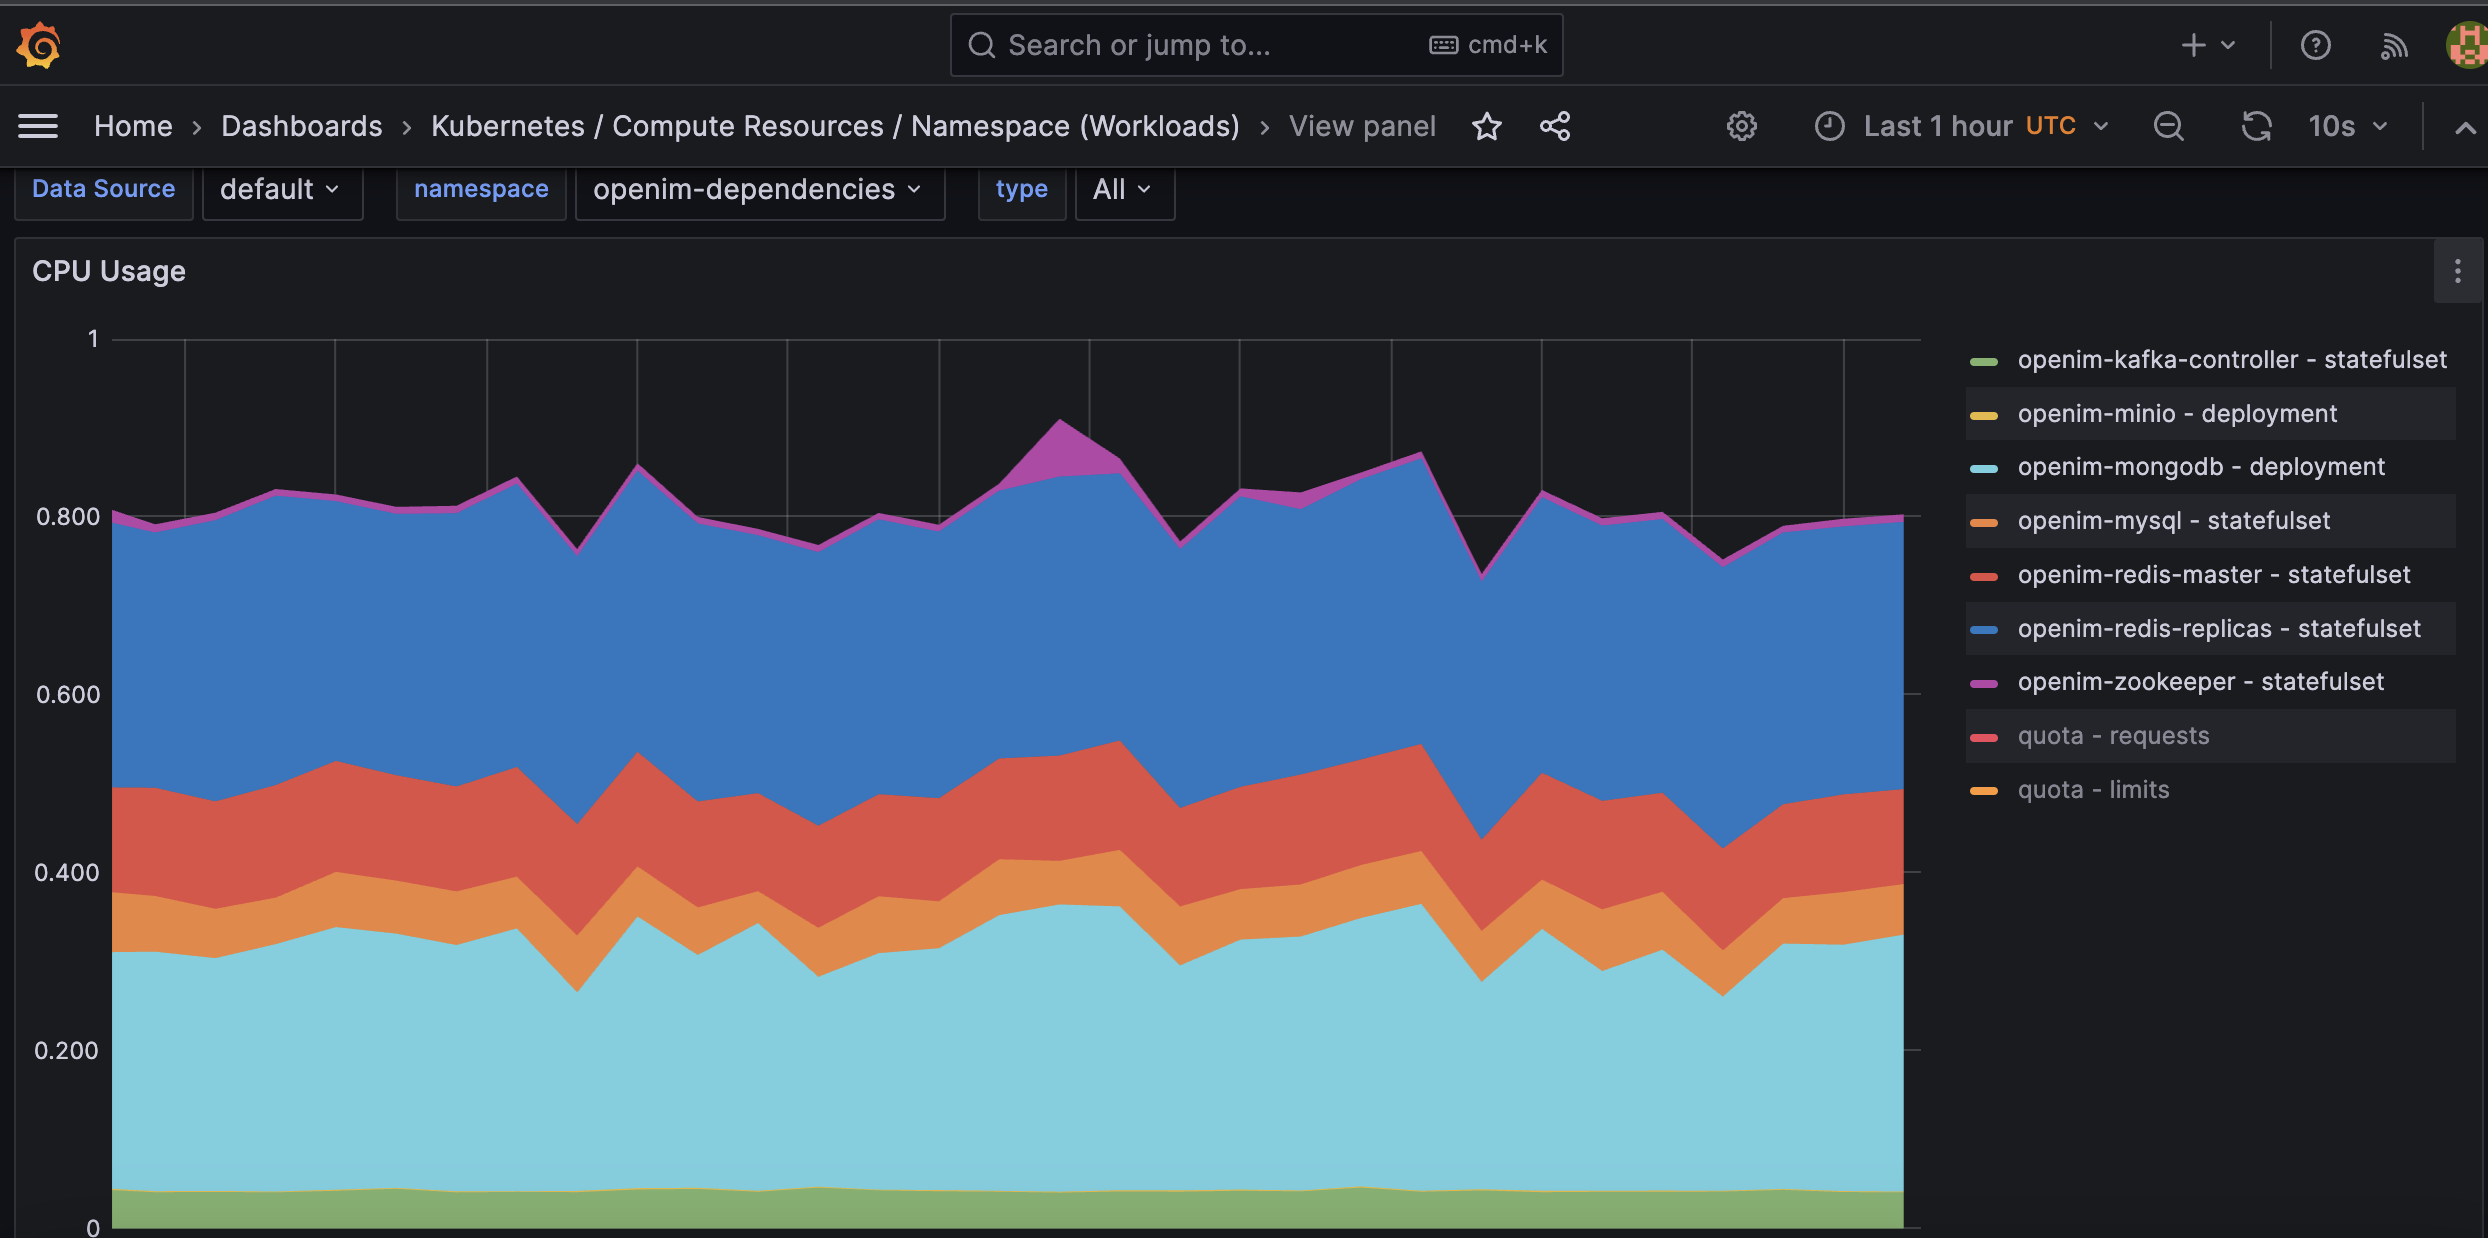 Search or jump to... cmd+k
Home › Dashboards › Kubernetes / Compute Resources / Namespace (Workloads) › View panel Last 1 hour UTC 10s
Data Source default namespace openim-dependencies type All
CPU Usage
1
0.800
0.600
0.400
0.200
0
openim-kafka-controller - statefulset
openim-minio - deployment
openim-mongodb - deployment
openim-mysql - statefulset
openim-redis-master - statefulset
openim-redis-replicas - statefulset
openim-zookeeper - statefulset
quota - requests
quota - limits